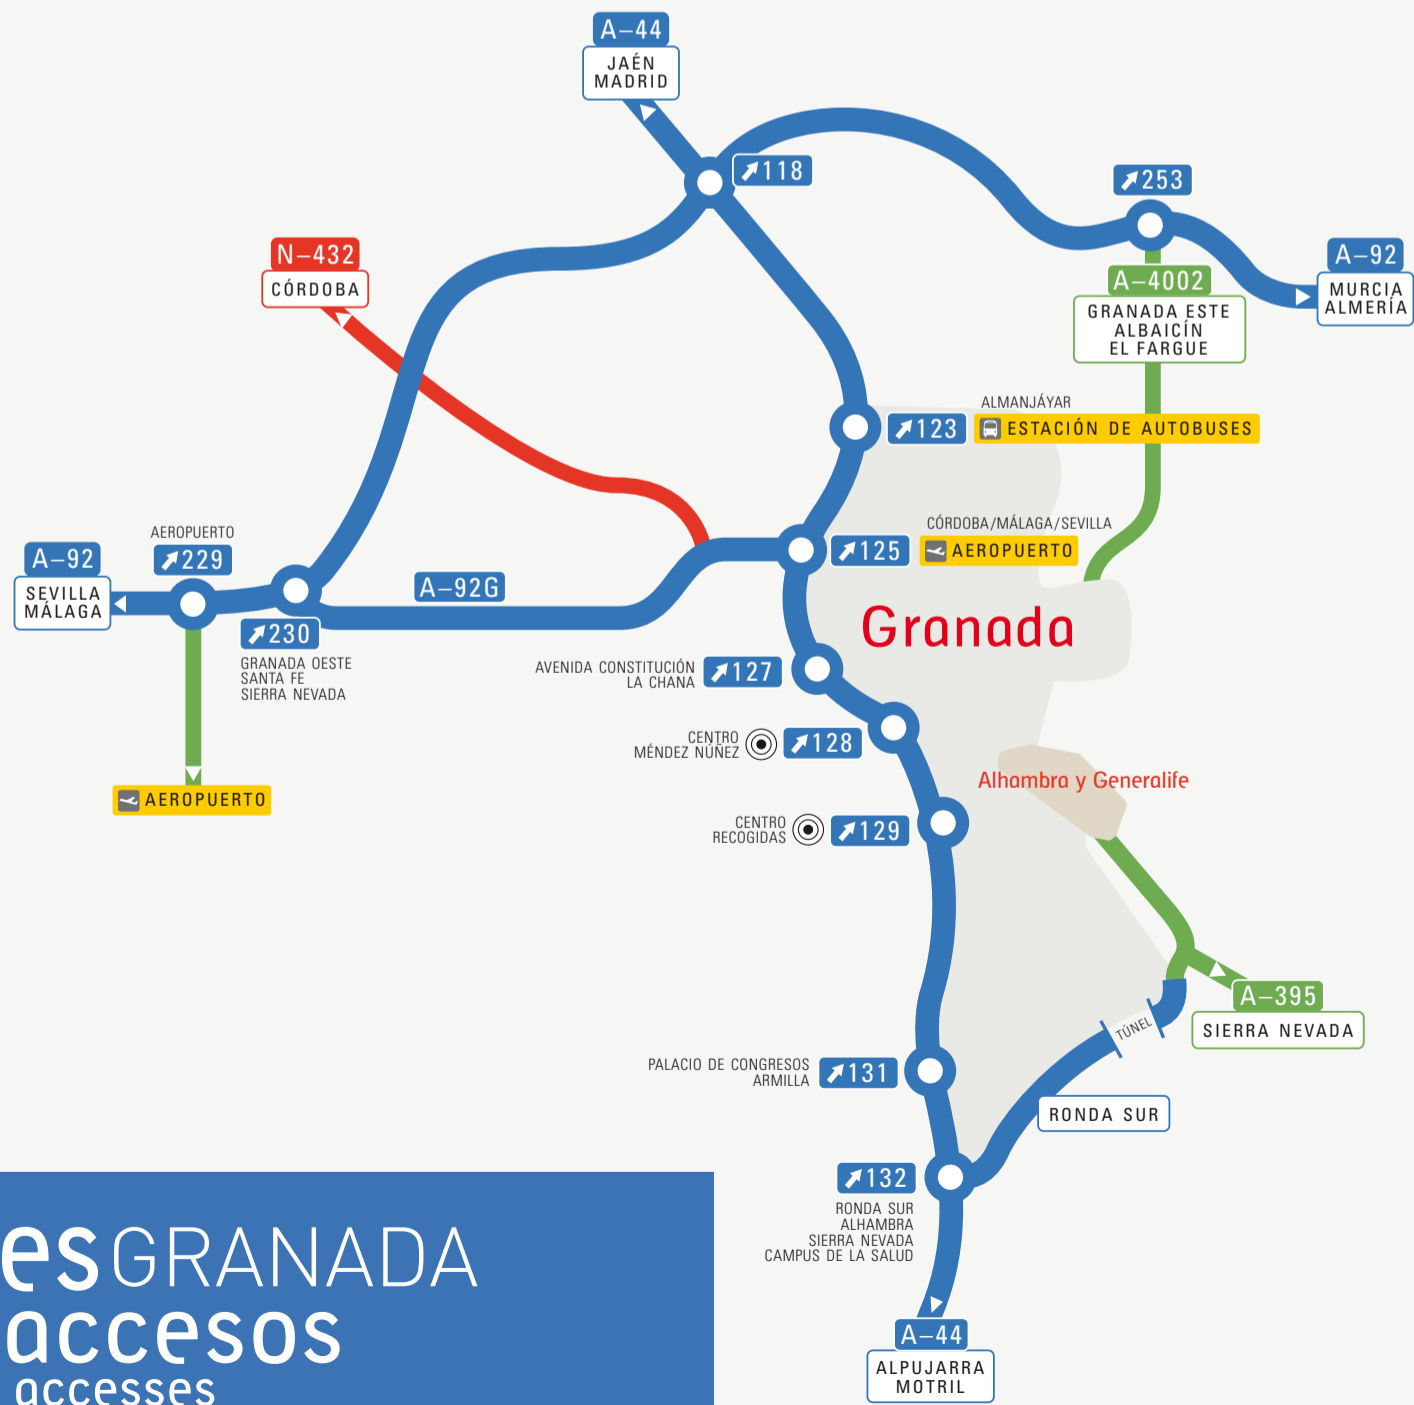 A-44
JAÉN
MADRID
118
253
N-432
CÓRDOBA
A-92
MURCIA
ALMERÍA
A-4002
GRANADA ESTE
ALBAICÍN
EL FARGUE
ALMANJÁYAR
123
ESTACIÓN DE AUTOBUSES
CÓRDOBA/MÁLAGA/SEVILLA
125
AEROPUERTO
AEROPUERTO
229
A-92
SEVILLA
MÁLAGA
A-92G
230
GRANADA OESTE
SANTA FE
SIERRA NEVADA
Granada
AVENIDA CONSTITUCIÓN
LA CHANA
127
CENTRO
MÉNDEZ NÚÑEZ
128
Alhambra y Generalife
AEROPUERTO
CENTRO
RECOGIDAS
129
A-395
SIERRA NEVADA
TÚNEL
PALACIO DE CONGRESOS
ARMILLA
131
RONDA SUR
132
RONDA SUR
ALHAMBRA
SIERRA NEVADA
CAMPUS DE LA SALUD
A-44
ALPUJARRA
MOTRIL
esGRANADA
accesos
accesses